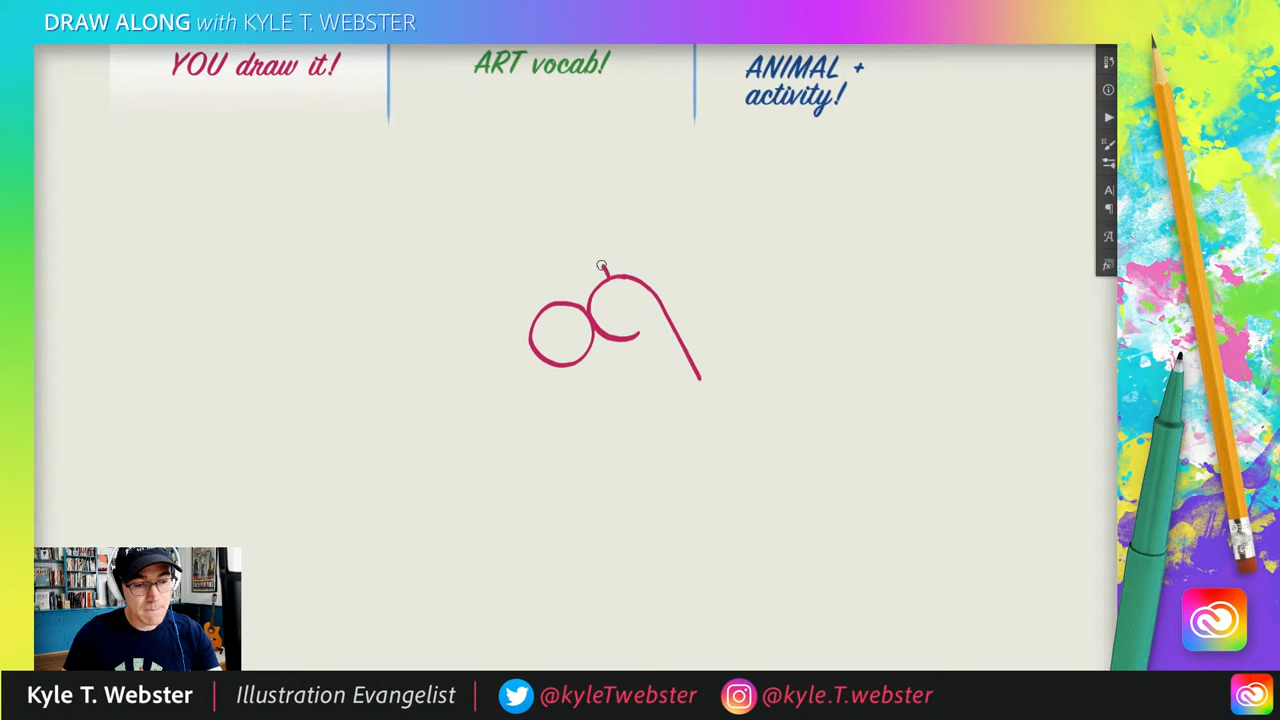 DRAW ALONG with KYLE T. WEBSTER
YOU draw it!
ART vocab!
ANIMAL +
activity!
Kyle T. Webster | Illustration Evangelist | @kyleTwebster @kyle.T.webster